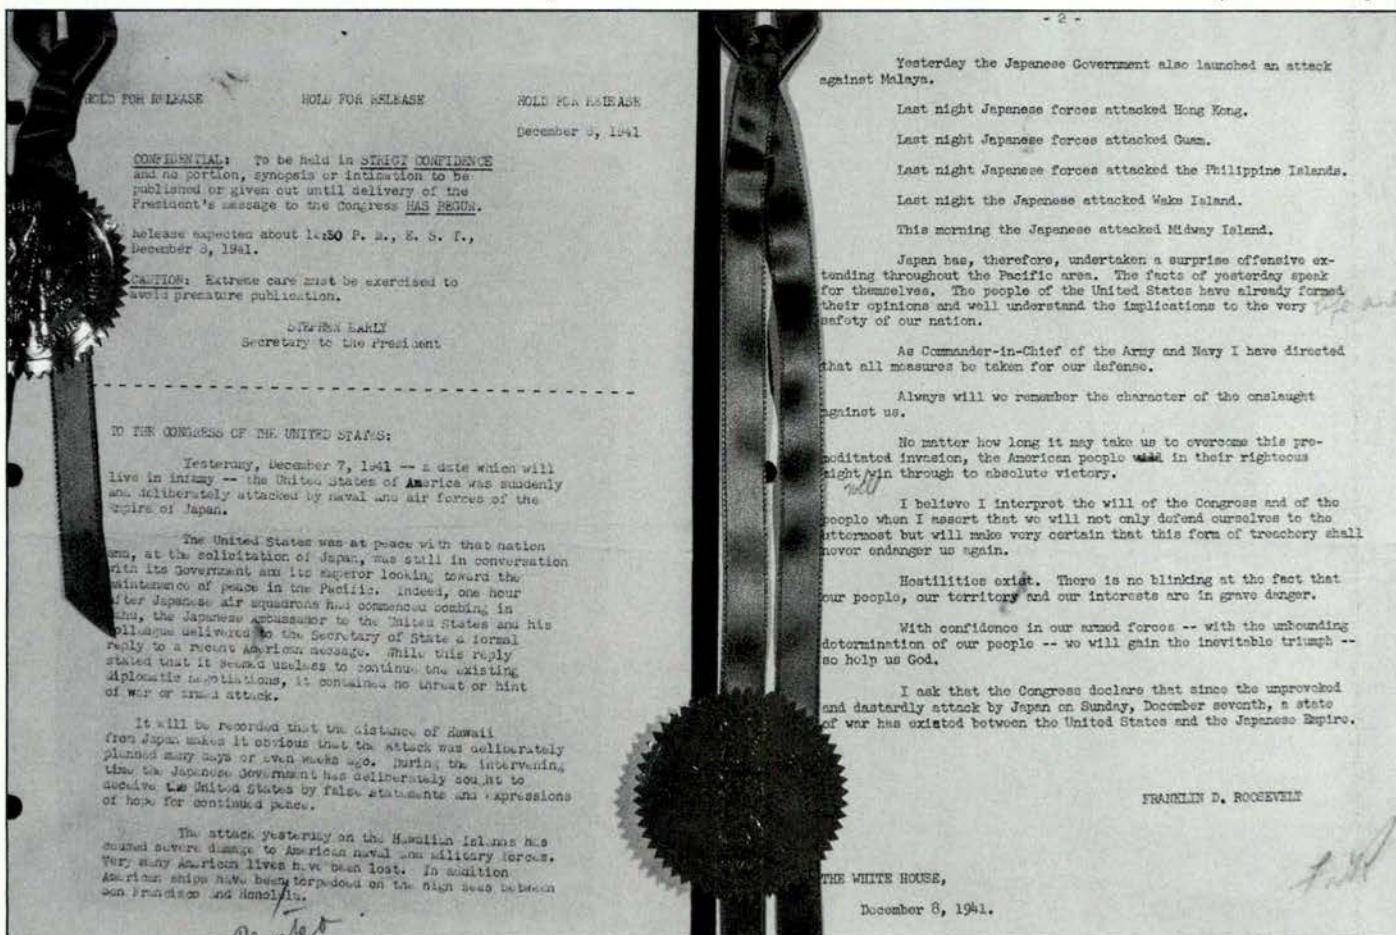 HOLD FOR RELEASE HOLD FOR RELEASE HOLD FOR RELEASE
December 8, 1941
CONFIDENTIAL: To be held in STRICT CONFIDENCE
and no portion, synopsis or intimation to be
published or given out until delivery of the
President's message to the Congress HAS BEGUN.
Release expected about 12:30 P. M., E. S. T.,
December 8, 1941.
CAUTION: Extreme care must be exercised to
avoid premature publication.
STEPHEN EARLY
Secretary to the President
TO THE CONGRESS OF THE UNITED STATES:
Yesterday, December 7, 1941 -- a date which will
live in infamy -- the United States of America was suddenly
and deliberately attacked by naval and air forces of the
Empire of Japan.
The United States was at peace with that nation
and, at the solicitation of Japan, was still in conversation
with its Government and its Emperor looking toward the
maintenance of peace in the Pacific. Indeed, one hour
after Japanese air squadrons had commenced bombing in
Oahu, the Japanese Ambassador to the United States and his
colleague delivered to the Secretary of State a formal
reply to a recent American message. While this reply
stated that it seemed useless to continue the existing
diplomatic negotiations, it contained no threat or hint
of war or armed attack.
It will be recorded that the distance of Hawaii
from Japan makes it obvious that the attack was deliberately
planned many days or even weeks ago. During the intervening
time the Japanese Government has deliberately sought to
deceive the United States by false statements and expressions
of hope for continued peace.
The attack yesterday on the Hawaiian Islands has
caused severe damage to American naval and military forces.
Very many American lives have been lost. In addition
American ships have been torpedoed on the high seas between
San Francisco and Honolulu.
- 2 -
Yesterday the Japanese Government also launched an attack
against Malaya.
Last night Japanese forces attacked Hong Kong.
Last night Japanese forces attacked Guam.
Last night Japanese forces attacked the Philippine Islands.
Last night the Japanese attacked Wake Island.
This morning the Japanese attacked Midway Island.
Japan has, therefore, undertaken a surprise offensive ex-
tending throughout the Pacific area. The facts of yesterday speak
for themselves. The people of the United States have already formed
their opinions and well understand the implications to the very life an
safety of our nation.
As Commander-in-Chief of the Army and Navy I have directed
that all measures be taken for our defense.
Always will we remember the character of the onslaught
against us.
No matter how long it may take us to overcome this pre-
meditated invasion, the American people will in their righteous
might win through to absolute victory.
will
I believe I interpret the will of the Congress and of the
people when I assert that we will not only defend ourselves to the
uttermost but will make very certain that this form of treachery shall
never endanger us again.
Hostilities exist. There is no blinking at the fact that
our people, our territory and our interests are in grave danger.
With confidence in our armed forces -- with the unbounding
determination of our people -- we will gain the inevitable triumph --
so help us God.
I ask that the Congress declare that since the unprovoked
and dastardly attack by Japan on Sunday, December seventh, a state
of war has existed between the United States and the Japanese Empire.
FRANKLIN D. ROOSEVELT
THE WHITE HOUSE,
December 8, 1941.